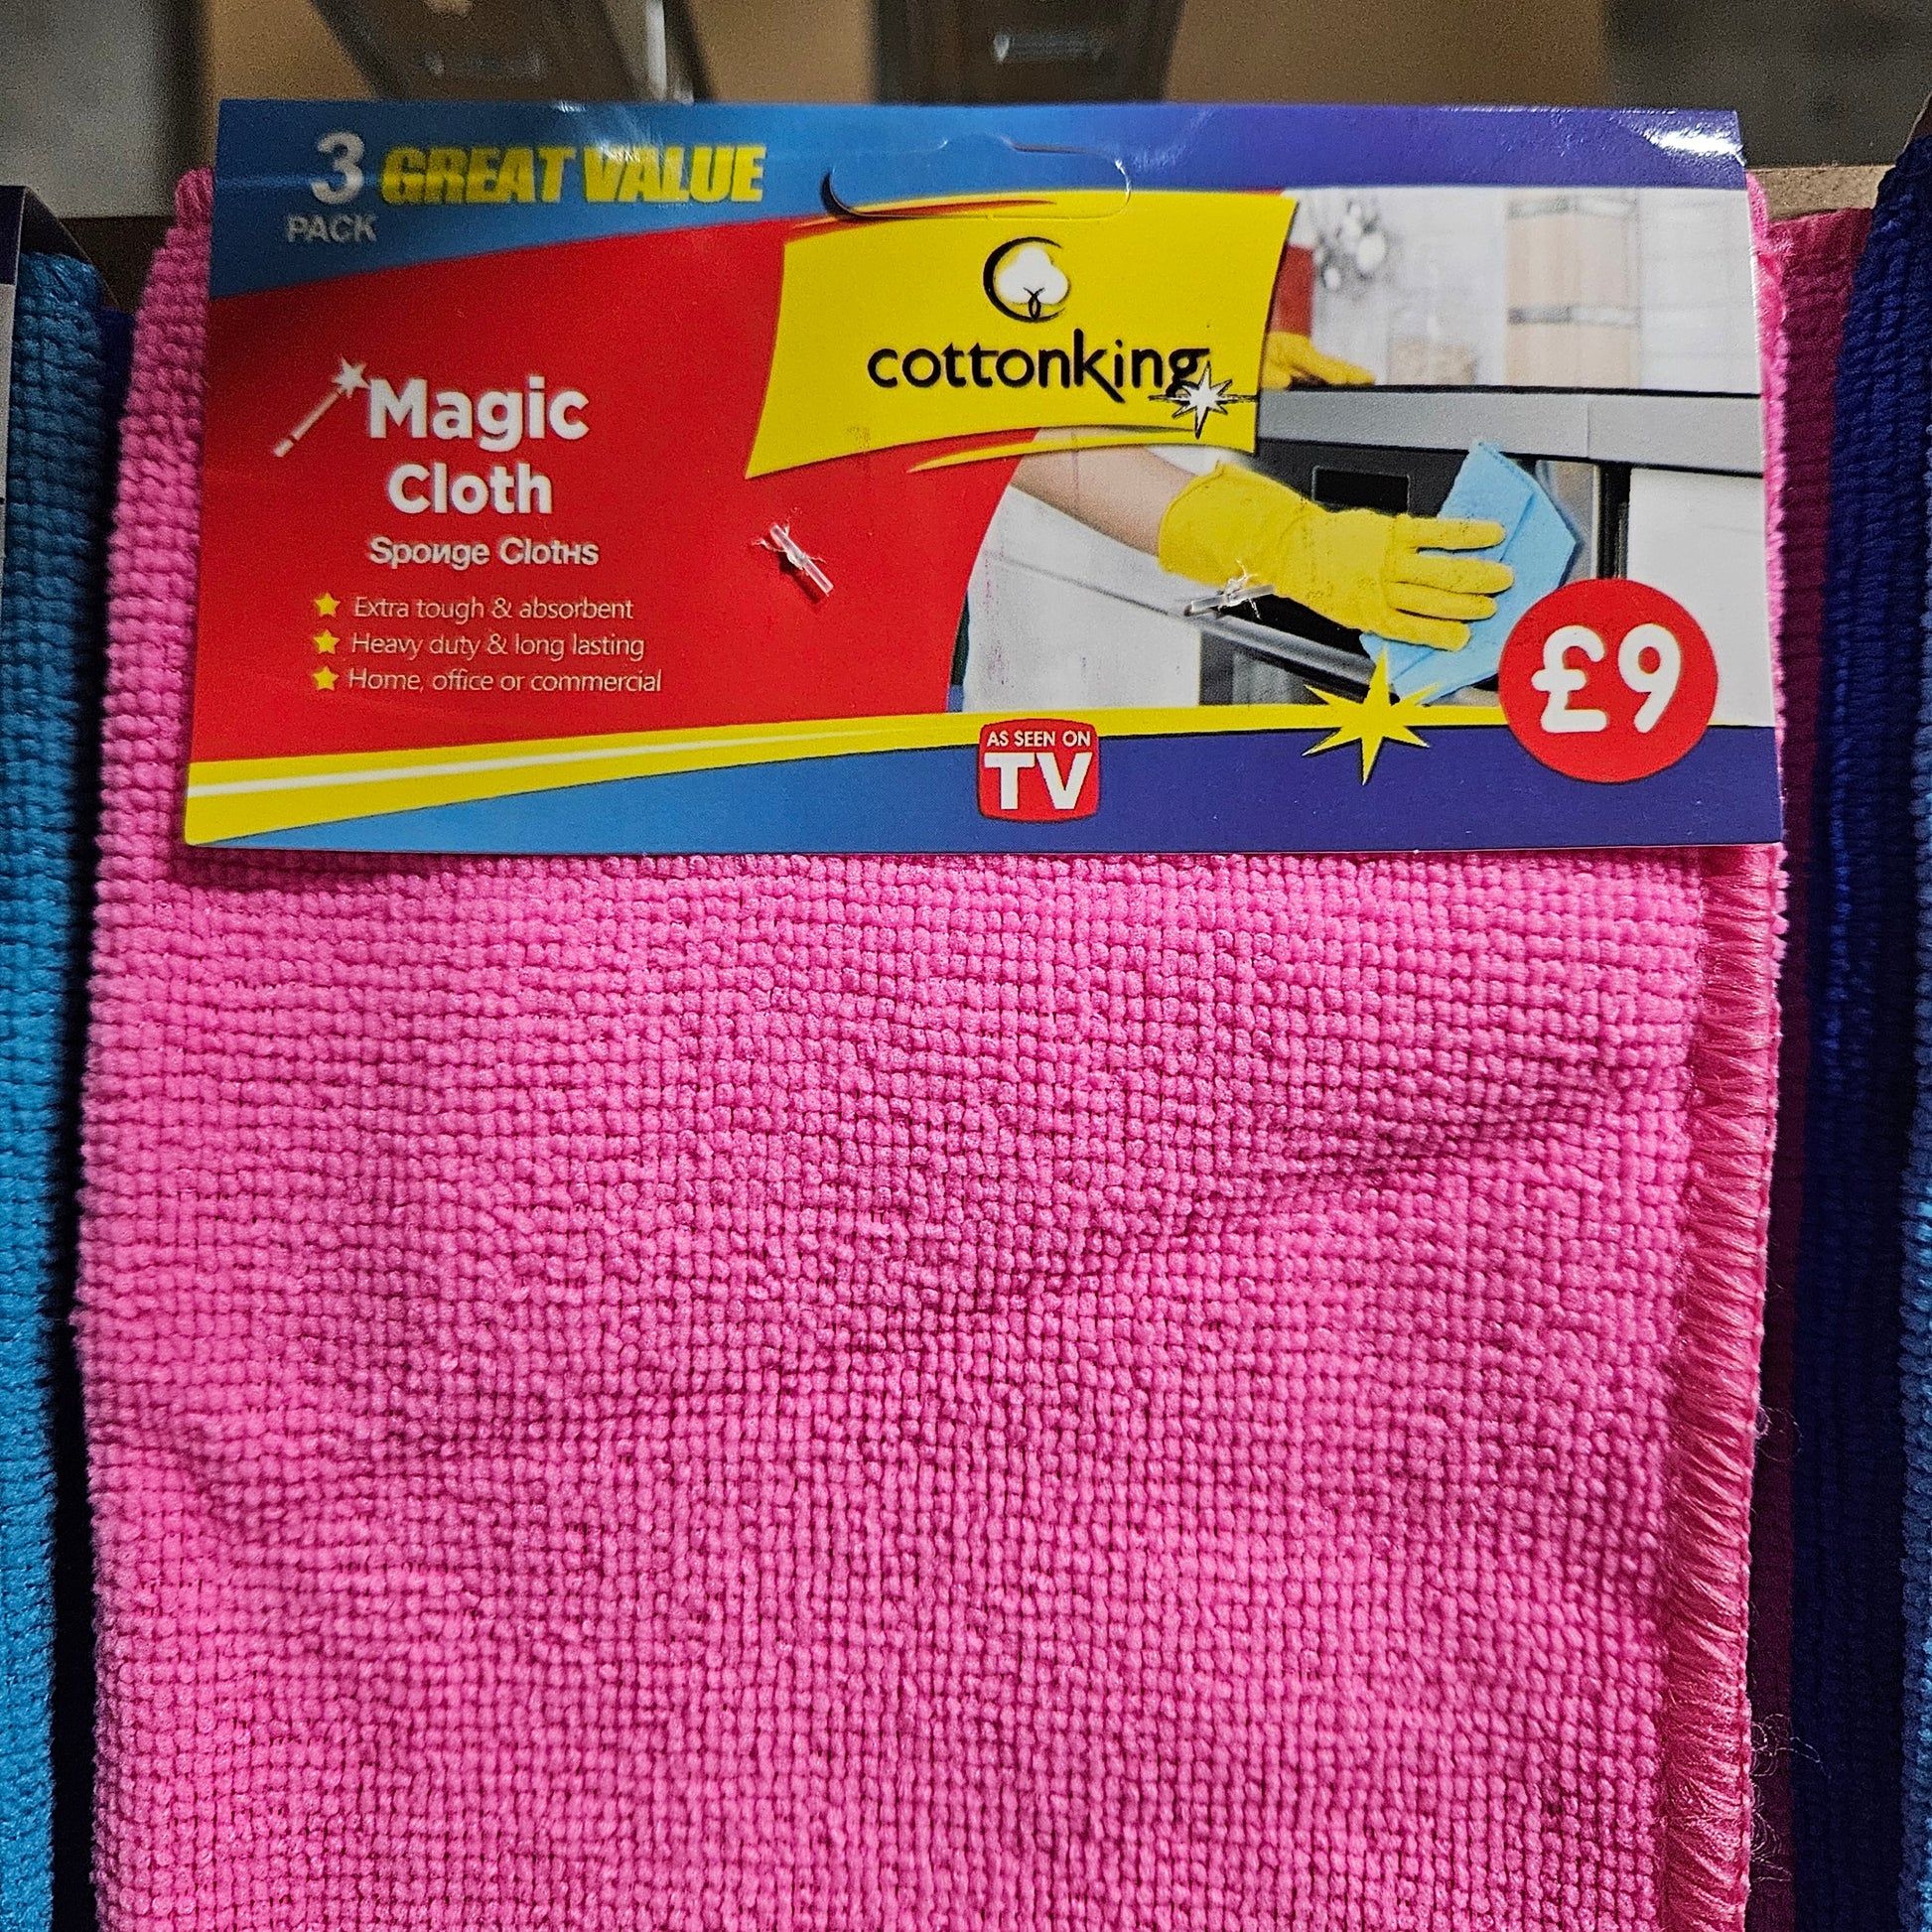 3 GREAT VALUE
PACK
cottonking
Magic
Cloth
Sponge Cloths
Extra tough & absorbent
Heavy duty & long lasting
Home, office or commercial
£9
AS SEEN ON
TV